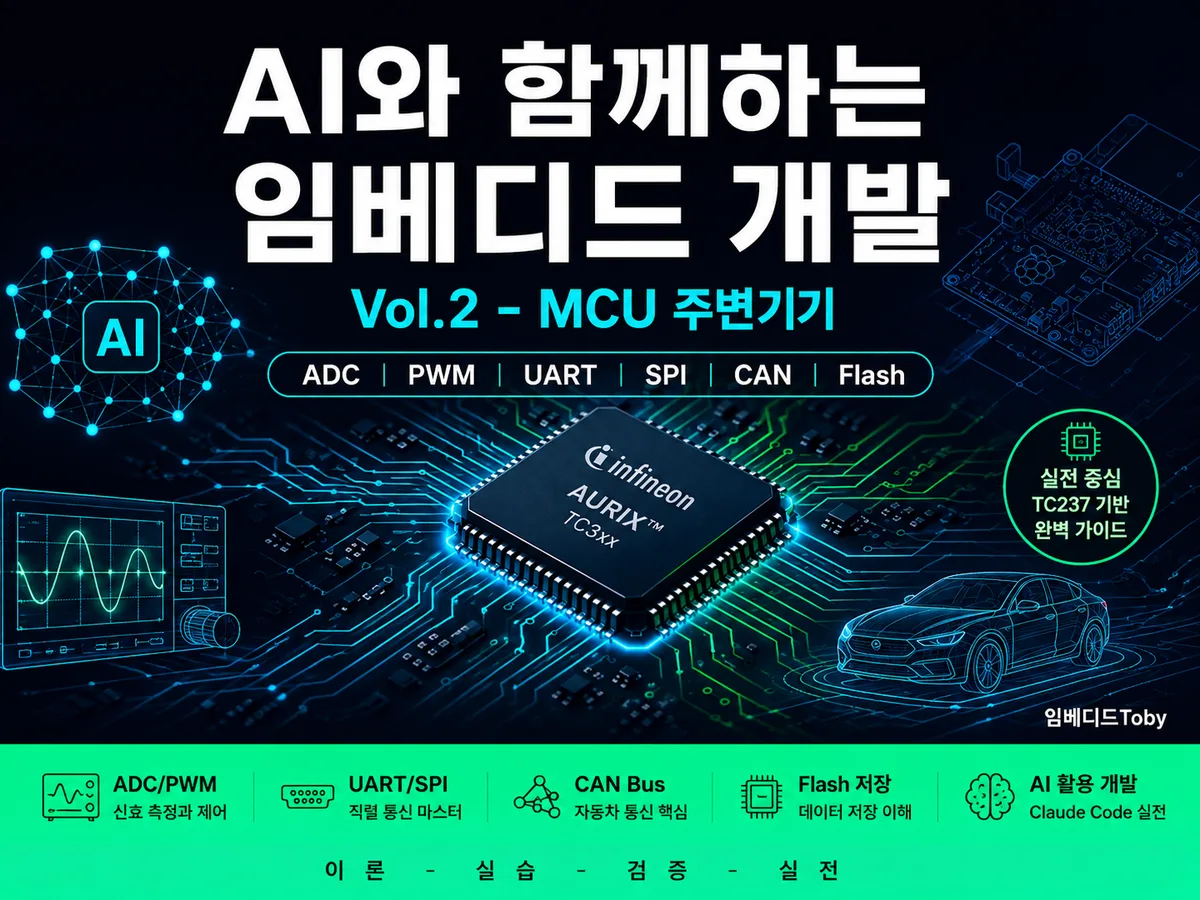 AI와 함께하는
임베디드 개발
Vol.2 - MCU 주변기기
ADC | PWM | UART | SPI | CAN | Flash
AI
infineon
AURIX™
TC3xx
실전 중심
TC237 기반
완벽 가이드
임베디드Toby
ADC/PWM
신호 측정과 제어
UART/SPI
직렬 통신 마스터
CAN Bus
자동차 통신 핵심
Flash 저장
데이터 저장 이해
AI 활용 개발
Claude Code 실전
이 론 - 실 습 - 검 증 - 실 전